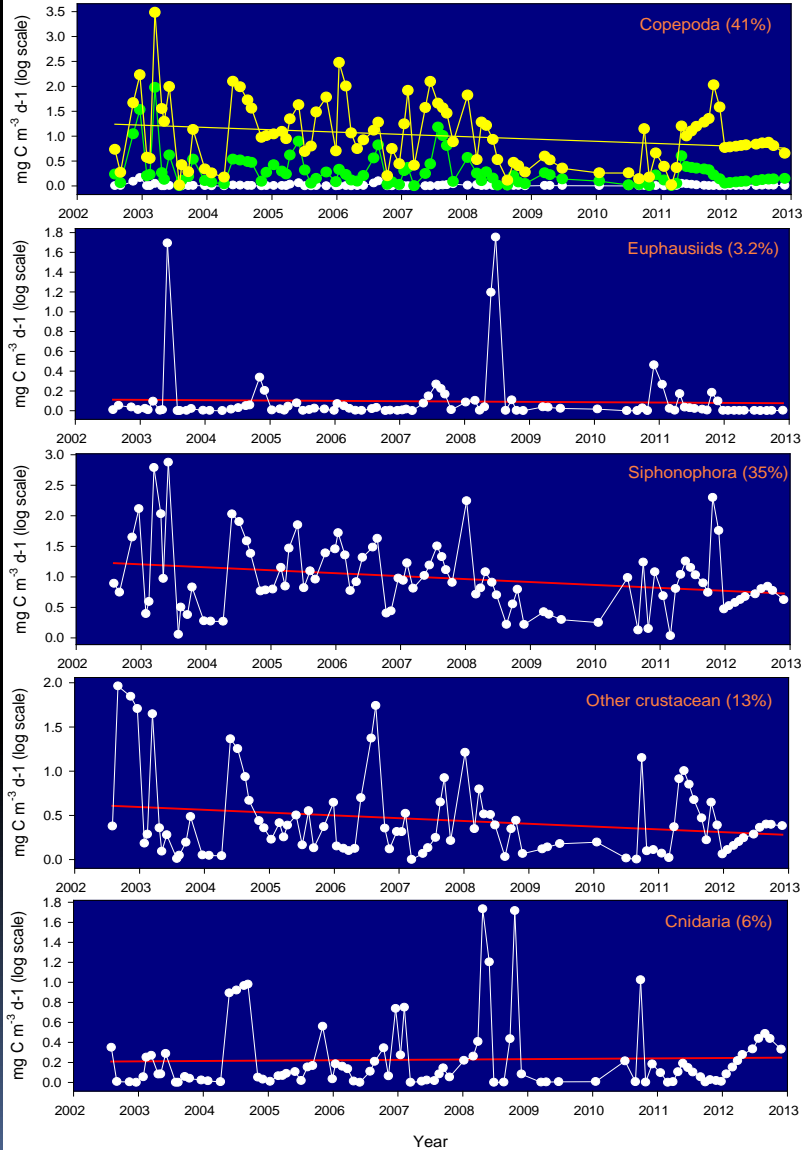 Copepoda (41%)
mg C m-3 d-1 (log scale)
3.5
3.0
2.5
2.0
1.5
1.0
0.5
0.0
2002 2003 2004 2005 2006 2007 2008 2009 2010 2011 2012 2013
Euphausiids (3.2%)
mg C m-3 d-1 (log scale)
1.8
1.6
1.4
1.2
1.0
0.8
0.6
0.4
0.2
0.0
2002 2003 2004 2005 2006 2007 2008 2009 2010 2011 2012 2013
Siphonophora (35%)
mg C m-3 d-1 (log scale)
3.0
2.5
2.0
1.5
1.0
0.5
0.0
2002 2003 2004 2005 2006 2007 2008 2009 2010 2011 2012 2013
Other crustacean (13%)
mg C m-3 d-1 (log scale)
2.0
1.5
1.0
0.5
0.0
2002 2003 2004 2005 2006 2007 2008 2009 2010 2011 2012 2013
Cnidaria (6%)
mg C m-3 d-1 (log scale)
1.8
1.6
1.4
1.2
1.0
0.8
0.6
0.4
0.2
0.0
2002 2003 2004 2005 2006 2007 2008 2009 2010 2011 2012 2013
Year